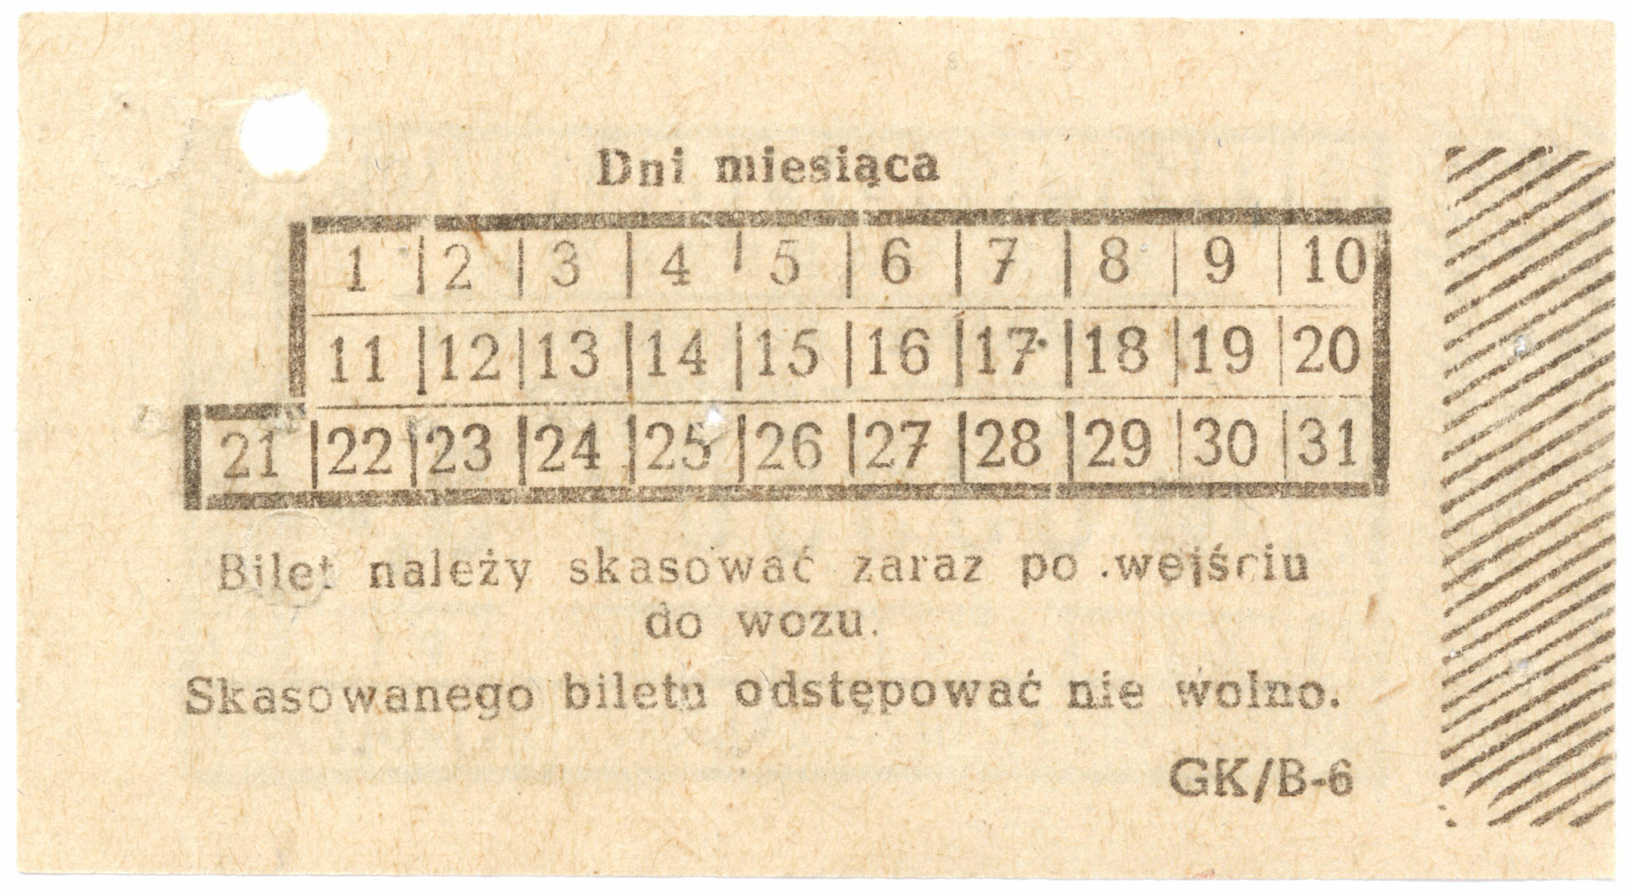 Dni miesiąca
1 2 3 4 5 6 7 8 9 10
11 12 13 14 15 16 17 18 19 20
21 22 23 24 25 26 27 28 29 30 31
Bilet należy skasować zaraz po wejściu
do wozu.
Skasowanego biletu odstępować nie wolno.
GK/B-6